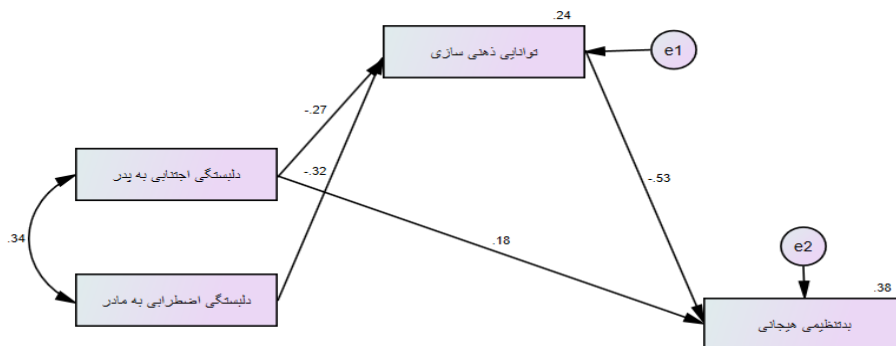 .24
توانایی ذهنی سازی
e1
-.27
-.32
دلبستگی اجتنابی به پدر
.34
.18
-.53
e2
دلبستگی اضطرابی به مادر
.38
بدتنظیمی هیجانی